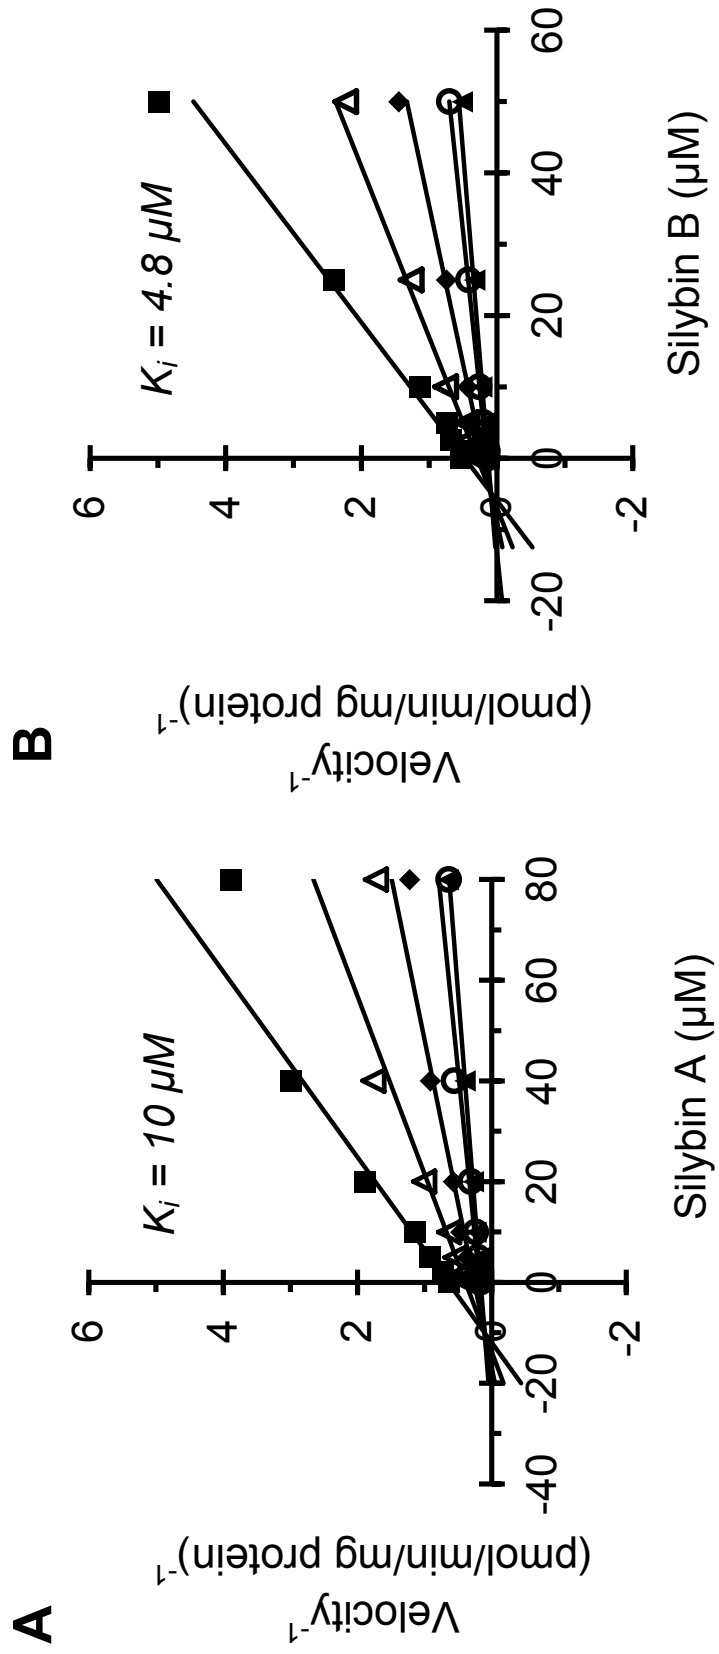 A
Velocity⁻¹
(pmol/min/mg protein)⁻¹
Kᵢ = 10 µM
6
4
2
0
-2
-40
-20
0
20
40
60
80
Silybin A (µM)
B
Velocity⁻¹
(pmol/min/mg protein)⁻¹
Kᵢ = 4.8 µM
6
4
2
0
-2
-20
0
20
40
60
Silybin B (µM)